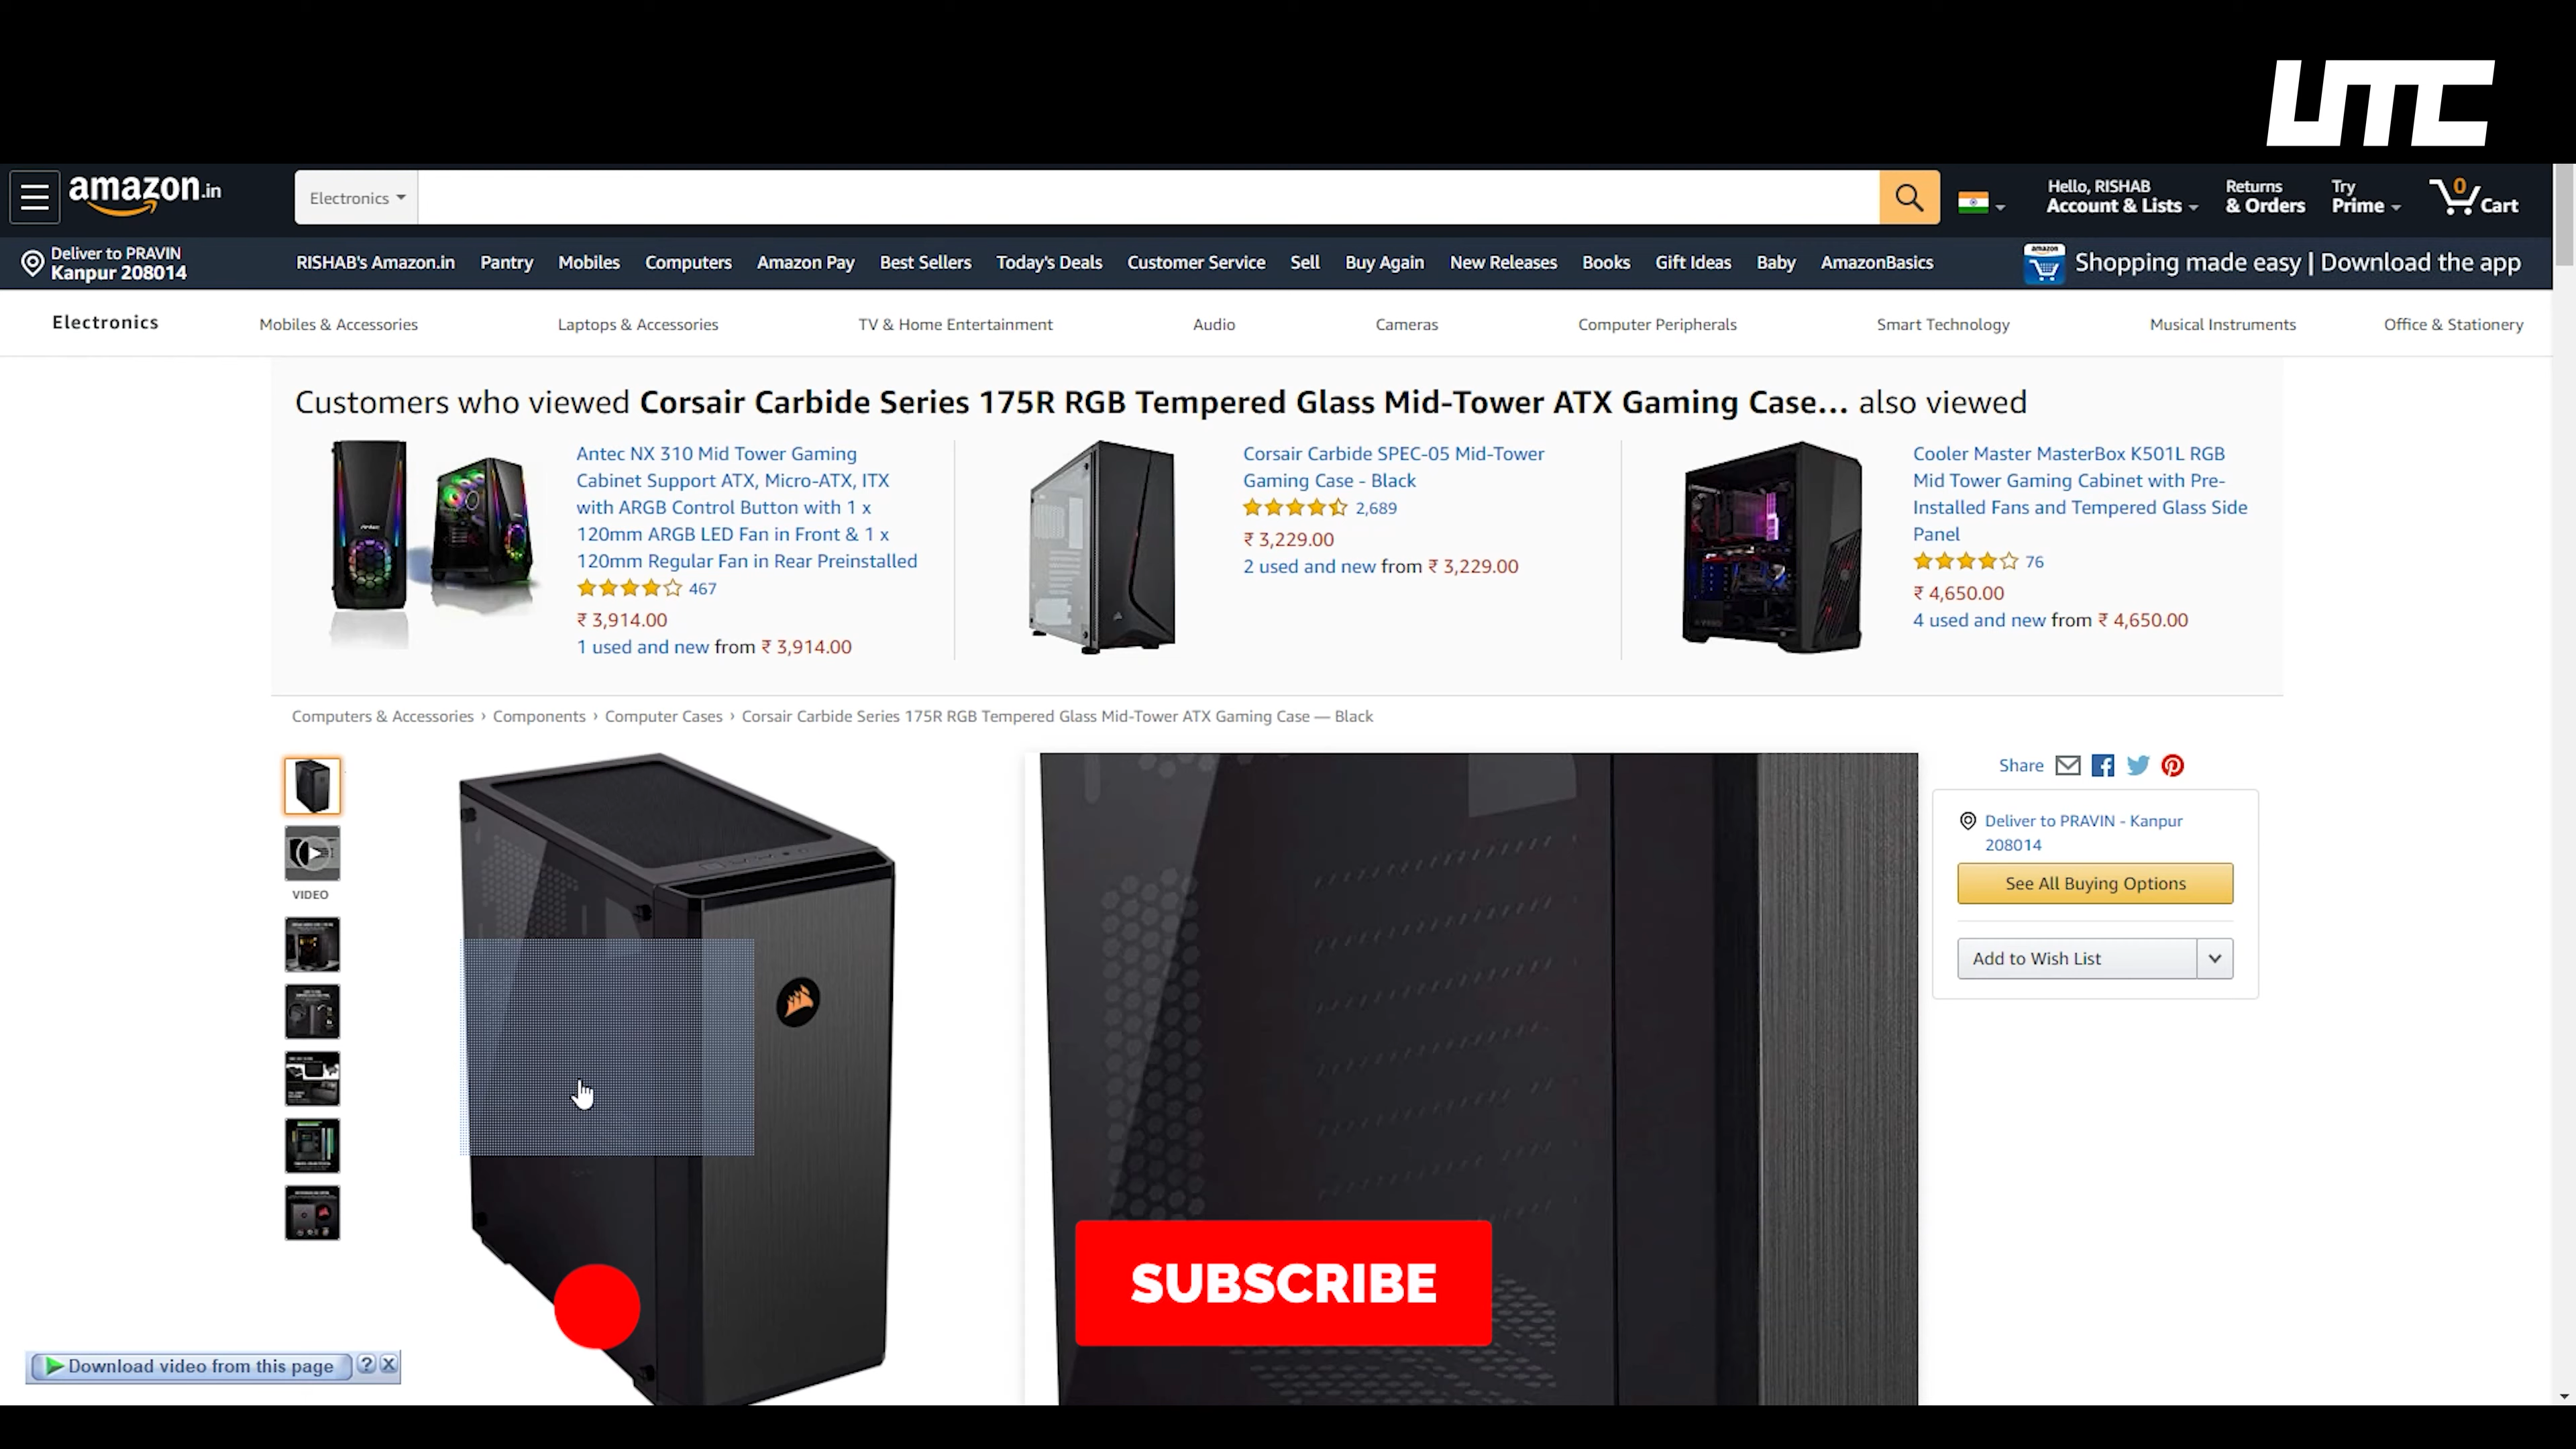 UTC
amazon.in
Electronics
Hello, RISHAB
Account & Lists
Returns
& Orders
Try
Prime
0
Cart
Deliver to PRAVIN
Kanpur 208014
RISHAB's Amazon.in Pantry Mobiles Computers Amazon Pay Best Sellers Today's Deals Customer Service Sell Buy Again New Releases Books Gift Ideas Baby AmazonBasics
amazon
Shopping made easy | Download the app
Electronics Mobiles & Accessories Laptops & Accessories TV & Home Entertainment Audio Cameras Computer Peripherals Smart Technology Musical Instruments Office & Stationery
Customers who viewed Corsair Carbide Series 175R RGB Tempered Glass Mid-Tower ATX Gaming Case... also viewed
Antec NX 310 Mid Tower Gaming
Cabinet Support ATX, Micro-ATX, ITX
with ARGB Control Button with 1 x
120mm ARGB LED Fan in Front & 1 x
120mm Regular Fan in Rear Preinstalled
467
₹ 3,914.00
1 used and new from ₹ 3,914.00
Corsair Carbide SPEC-05 Mid-Tower
Gaming Case - Black
2,689
₹ 3,229.00
2 used and new from ₹ 3,229.00
Cooler Master MasterBox K501L RGB
Mid Tower Gaming Cabinet with Pre-
Installed Fans and Tempered Glass Side
Panel
76
₹ 4,650.00
4 used and new from ₹ 4,650.00
Computers & Accessories › Components › Computer Cases › Corsair Carbide Series 175R RGB Tempered Glass Mid-Tower ATX Gaming Case — Black
VIDEO
Share
Deliver to PRAVIN - Kanpur
208014
See All Buying Options
Add to Wish List
SUBSCRIBE
Download video from this page ? X